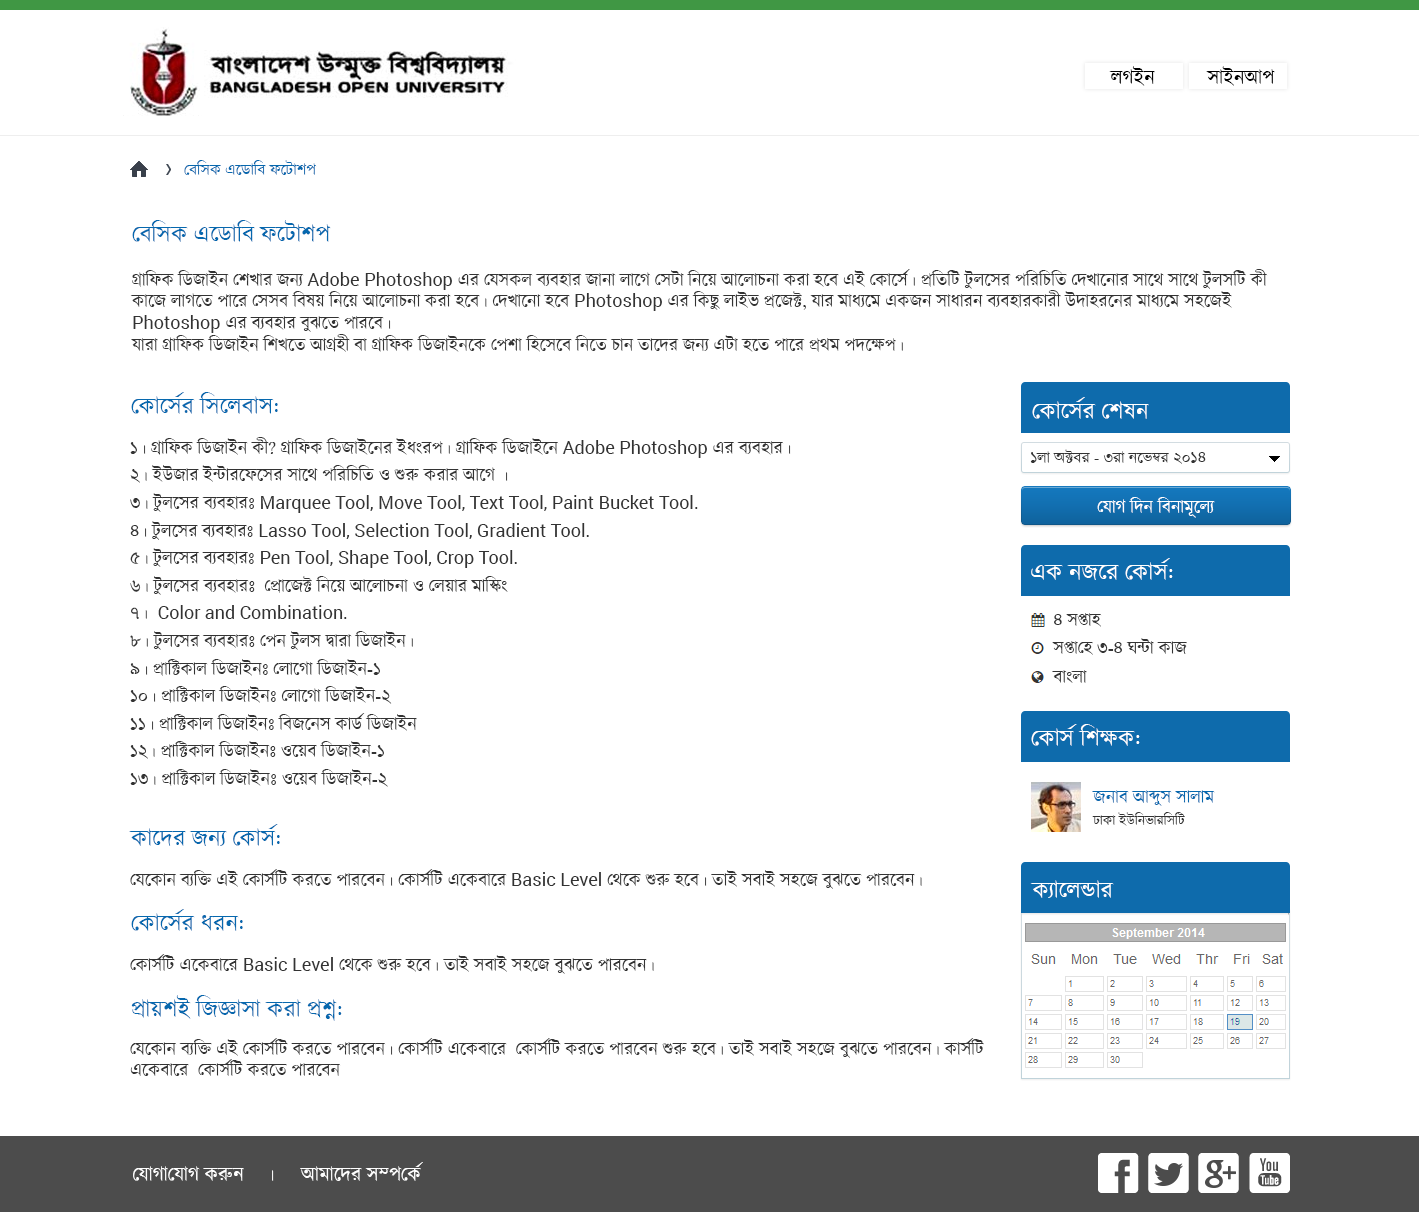 বাংলাদেশ উন্মুক্ত বিশ্ববিদ্যালয়
BANGLADESH OPEN UNIVERSITY
লগইন
সাইনআপ
বেসিক এডোবি ফটোশপ
বেসিক এডোবি ফটোশপ
গ্রাফিক ডিজাইন শেখার জন্য Adobe Photoshop এর যেসকল ব্যবহার জানা লাগে সেটা নিয়ে আলোচনা করা হবে এই কোর্সে। প্রতিটি টুলসের পরিচিতি দেখানোর সাথে সাথে টুলসটি কী
কাজে লাগতে পারে সেসব বিষয় নিয়ে আলোচনা করা হবে। দেখানো হবে Photoshop এর কিছু লাইভ প্রজেক্ট, যার মাধ্যমে একজন সাধারন ব্যবহারকারী উদাহরনের মাধ্যমে সহজেই
Photoshop এর ব্যবহার বুঝতে পারবে।
যারা গ্রাফিক ডিজাইন শিখতে আগ্রহী বা গ্রাফিক ডিজাইনকে পেশা হিসেবে নিতে চান তাদের জন্য এটা হতে পারে প্রথম পদক্ষেপ।
কোর্সের সিলেবাস:
১। গ্রাফিক ডিজাইন কী? গ্রাফিক ডিজাইনের ইধংরপ। গ্রাফিক ডিজাইনে Adobe Photoshop এর ব্যবহার।
২। ইউজার ইন্টারফেসের সাথে পরিচিতি ও শুরু করার আগে ।
৩। টুলসের ব্যবহারঃ Marquee Tool, Move Tool, Text Tool, Paint Bucket Tool.
৪। টুলসের ব্যবহারঃ Lasso Tool, Selection Tool, Gradient Tool.
৫। টুলসের ব্যবহারঃ Pen Tool, Shape Tool, Crop Tool.
৬। টুলসের ব্যবহারঃ প্রোজেক্ট নিয়ে আলোচনা ও লেয়ার মাস্কিং
৭। Color and Combination.
৮। টুলসের ব্যবহারঃ পেন টুলস দ্বারা ডিজাইন।
৯। প্রাক্টিকাল ডিজাইনঃ লোগো ডিজাইন-১
১০। প্রাক্টিকাল ডিজাইনঃ লোগো ডিজাইন-২
১১। প্রাক্টিকাল ডিজাইনঃ বিজনেস কার্ড ডিজাইন
১২। প্রাক্টিকাল ডিজাইনঃ ওয়েব ডিজাইন-১
১৩। প্রাক্টিকাল ডিজাইনঃ ওয়েব ডিজাইন-২
কাদের জন্য কোর্স:
যেকোন ব্যক্তি এই কোর্সটি করতে পারবেন। কোর্সটি একেবারে Basic Level থেকে শুরু হবে। তাই সবাই সহজে বুঝতে পারবেন।
কোর্সের ধরন:
কোর্সটি একেবারে Basic Level থেকে শুরু হবে। তাই সবাই সহজে বুঝতে পারবেন।
প্রায়শই জিজ্ঞাসা করা প্রশ্ন:
যেকোন ব্যক্তি এই কোর্সটি করতে পারবেন। কোর্সটি একেবারে কোর্সটি করতে পারবেন শুরু হবে। তাই সবাই সহজে বুঝতে পারবেন। কার্সটি
একেবারে কোর্সটি করতে পারবেন
কোর্সের শেষন
১লা অক্টবর - ৩রা নভেম্বর ২০১৪
যোগ দিন বিনামূল্যে
এক নজরে কোর্স:
৪ সপ্তাহ
সপ্তাহে ৩-৪ ঘন্টা কাজ
বাংলা
কোর্স শিক্ষক:
জনাব আব্দুস সালাম
ঢাকা ইউনিভারসিটি
ক্যালেন্ডার
September 2014
Sun Mon Tue Wed Thr Fri Sat
1 2 3 4 5 6
7 8 9 10 11 12 13
14 15 16 17 18 19 20
21 22 23 24 25 26 27
28 29 30
যোগাযোগ করুন | আমাদের সম্পর্কে
You Tube